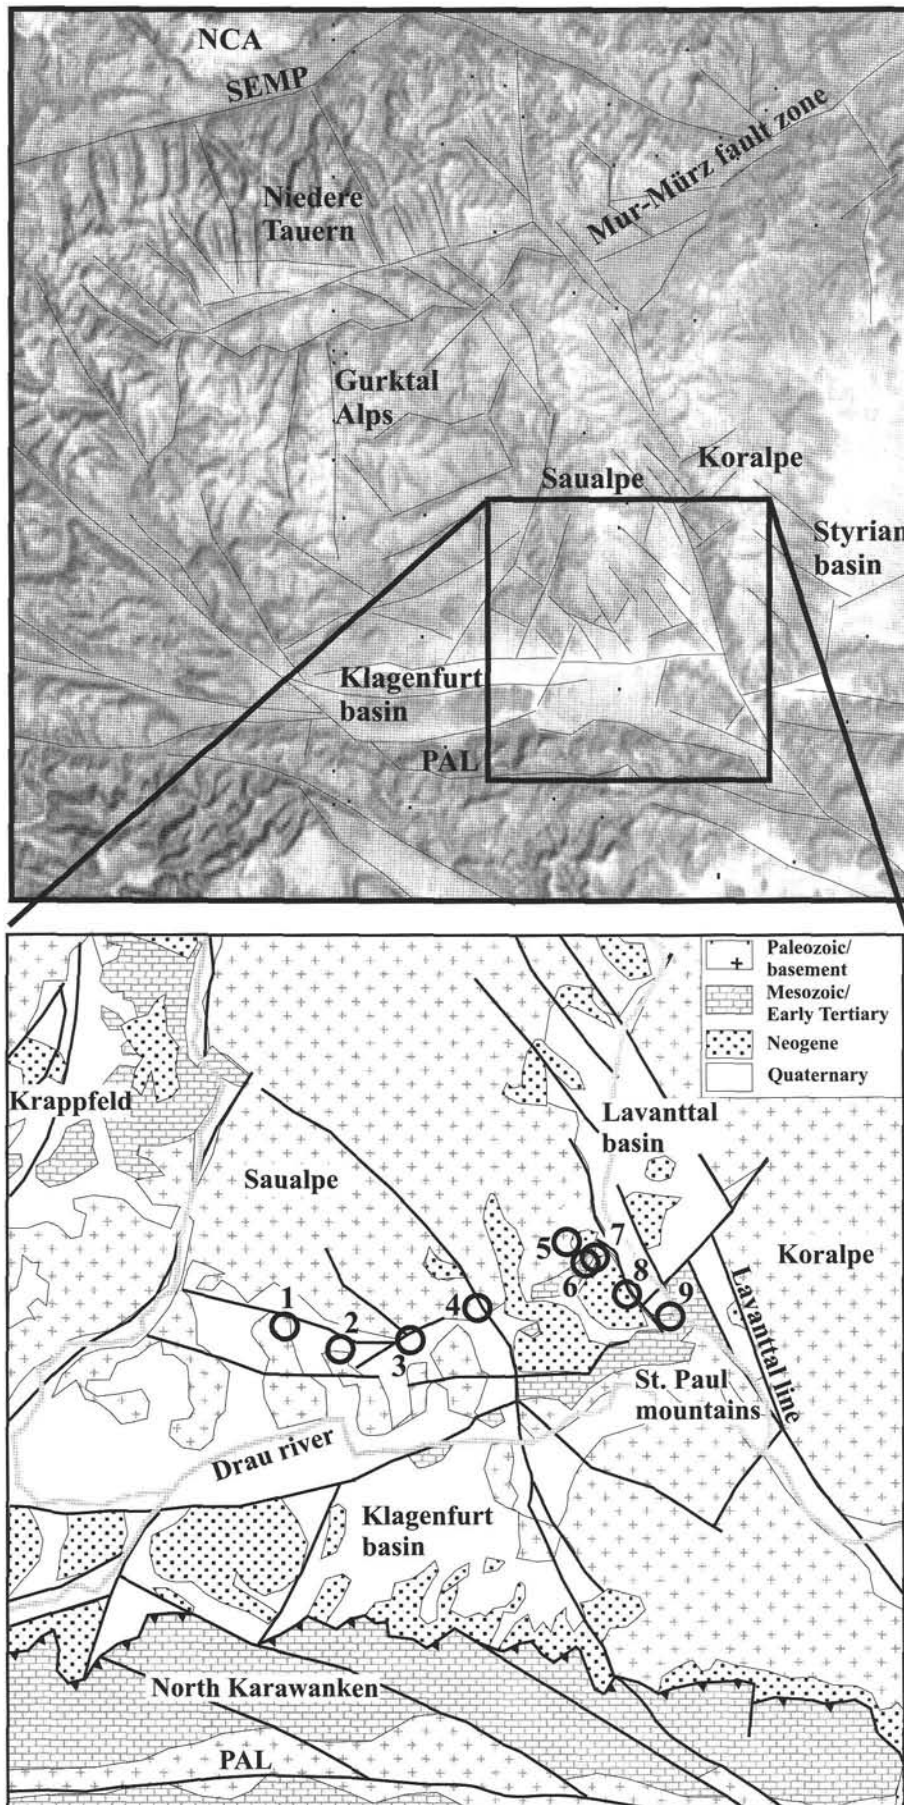 NCA
SEMP
Mur-Mürz fault zone
Niedere
Tauern
Gurktal
Alps
Koralpe
Saualpe
Styrian
basin
Klagenfurt
basin
PAL
Paleozoic/
basement
Mesozoic/
Early Tertiary
Neogene
Quaternary
Krappfeld
Lavanttal
basin
Saualpe
Koralpe
Lavanttal line
1
2
3
4
5
6
7
8
9
St. Paul
mountains
Drau river
Klagenfurt
basin
North Karawanken
PAL